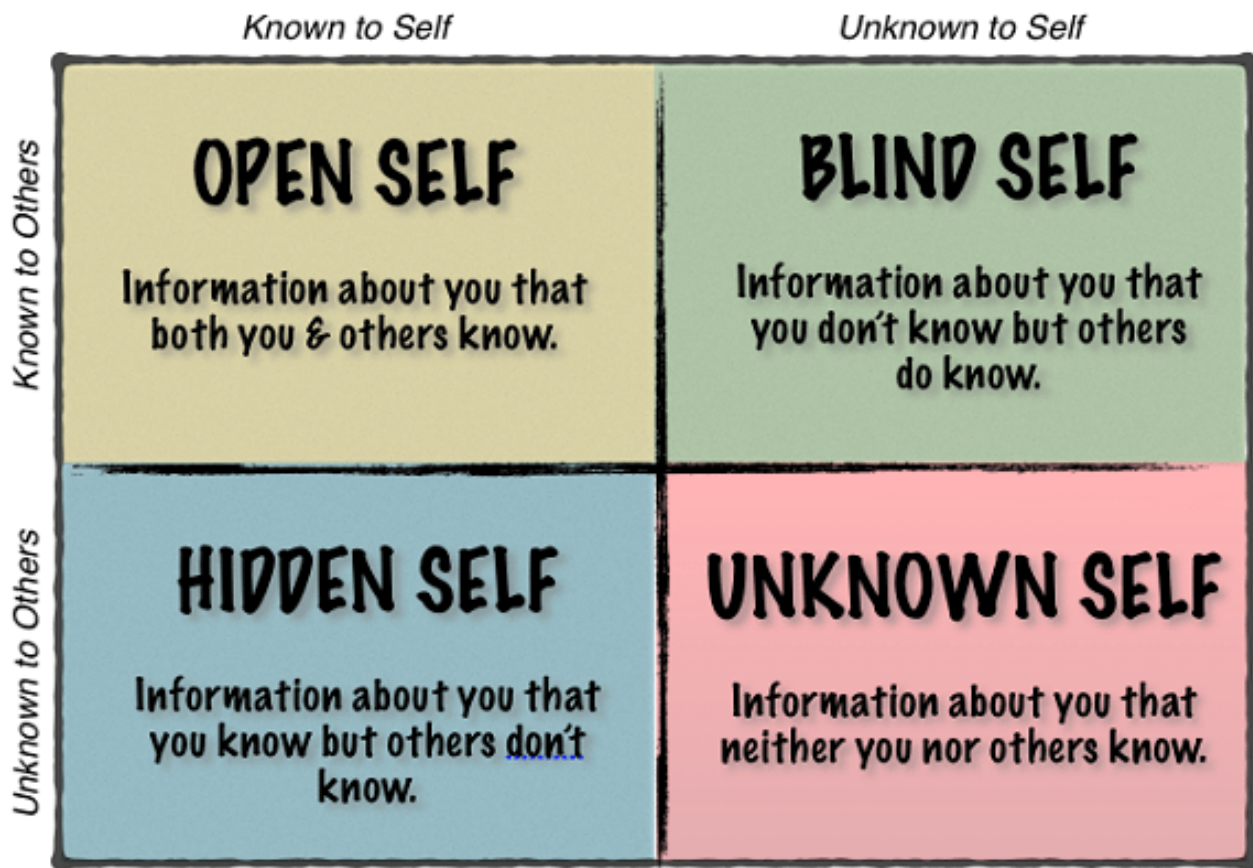 Known to Self
Unknown to Self
Known to Others
OPEN SELF
Information about you that
both you & others know.
BLIND SELF
Information about you that
you don't know but others
do know.
Unknown to Others
HIDDEN SELF
Information about you that
you know but others don't
know.
UNKNOWN SELF
Information about you that
neither you nor others know.